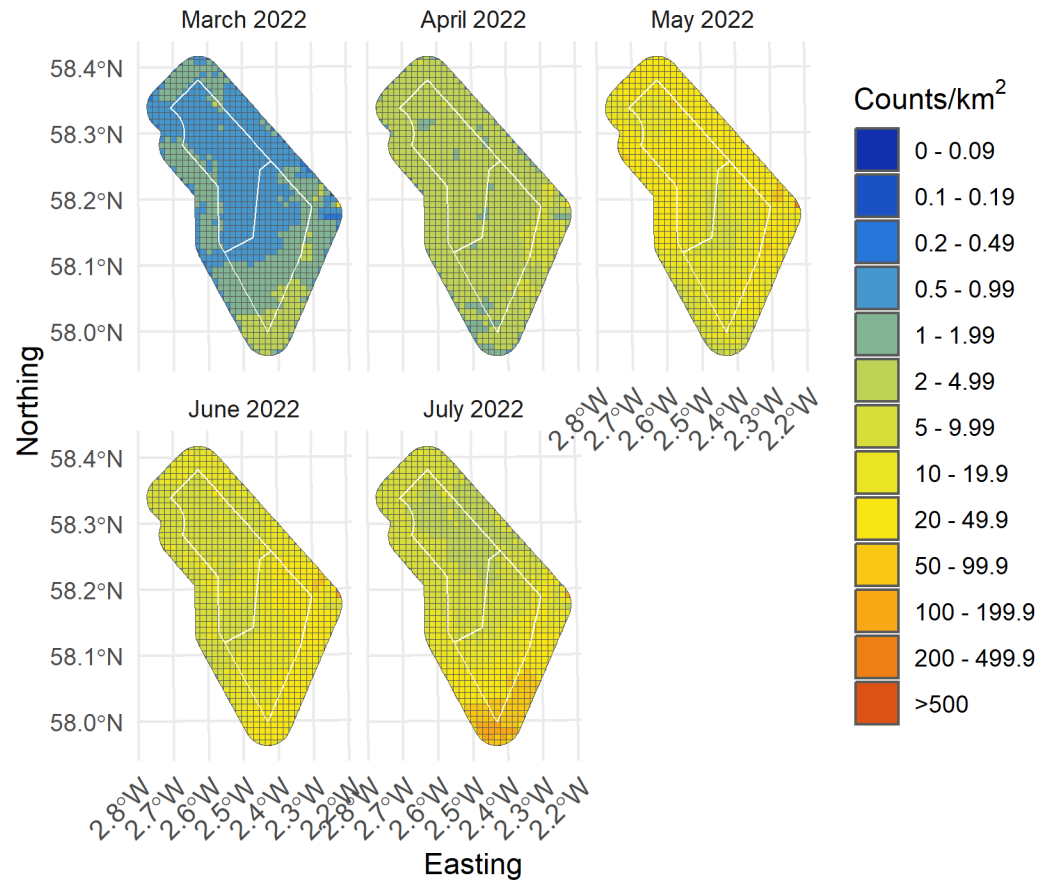 March 2022
April 2022
May 2022
58.4°N
58.3°N
58.2°N
58.1°N
58.0°N
2.8°W
2.7°W
2.6°W
2.5°W
2.4°W
2.3°W
2.2°W
June 2022
July 2022
58.4°N
58.3°N
58.2°N
58.1°N
58.0°N
2.8°W
2.7°W
2.6°W
2.5°W
2.4°W
2.3°W
2.2°W
2.8°W
2.7°W
2.6°W
2.5°W
2.4°W
2.3°W
2.2°W
Northing
Easting
Counts/km²
0 - 0.09
0.1 - 0.19
0.2 - 0.49
0.5 - 0.99
1 - 1.99
2 - 4.99
5 - 9.99
10 - 19.9
20 - 49.9
50 - 99.9
100 - 199.9
200 - 499.9
>500